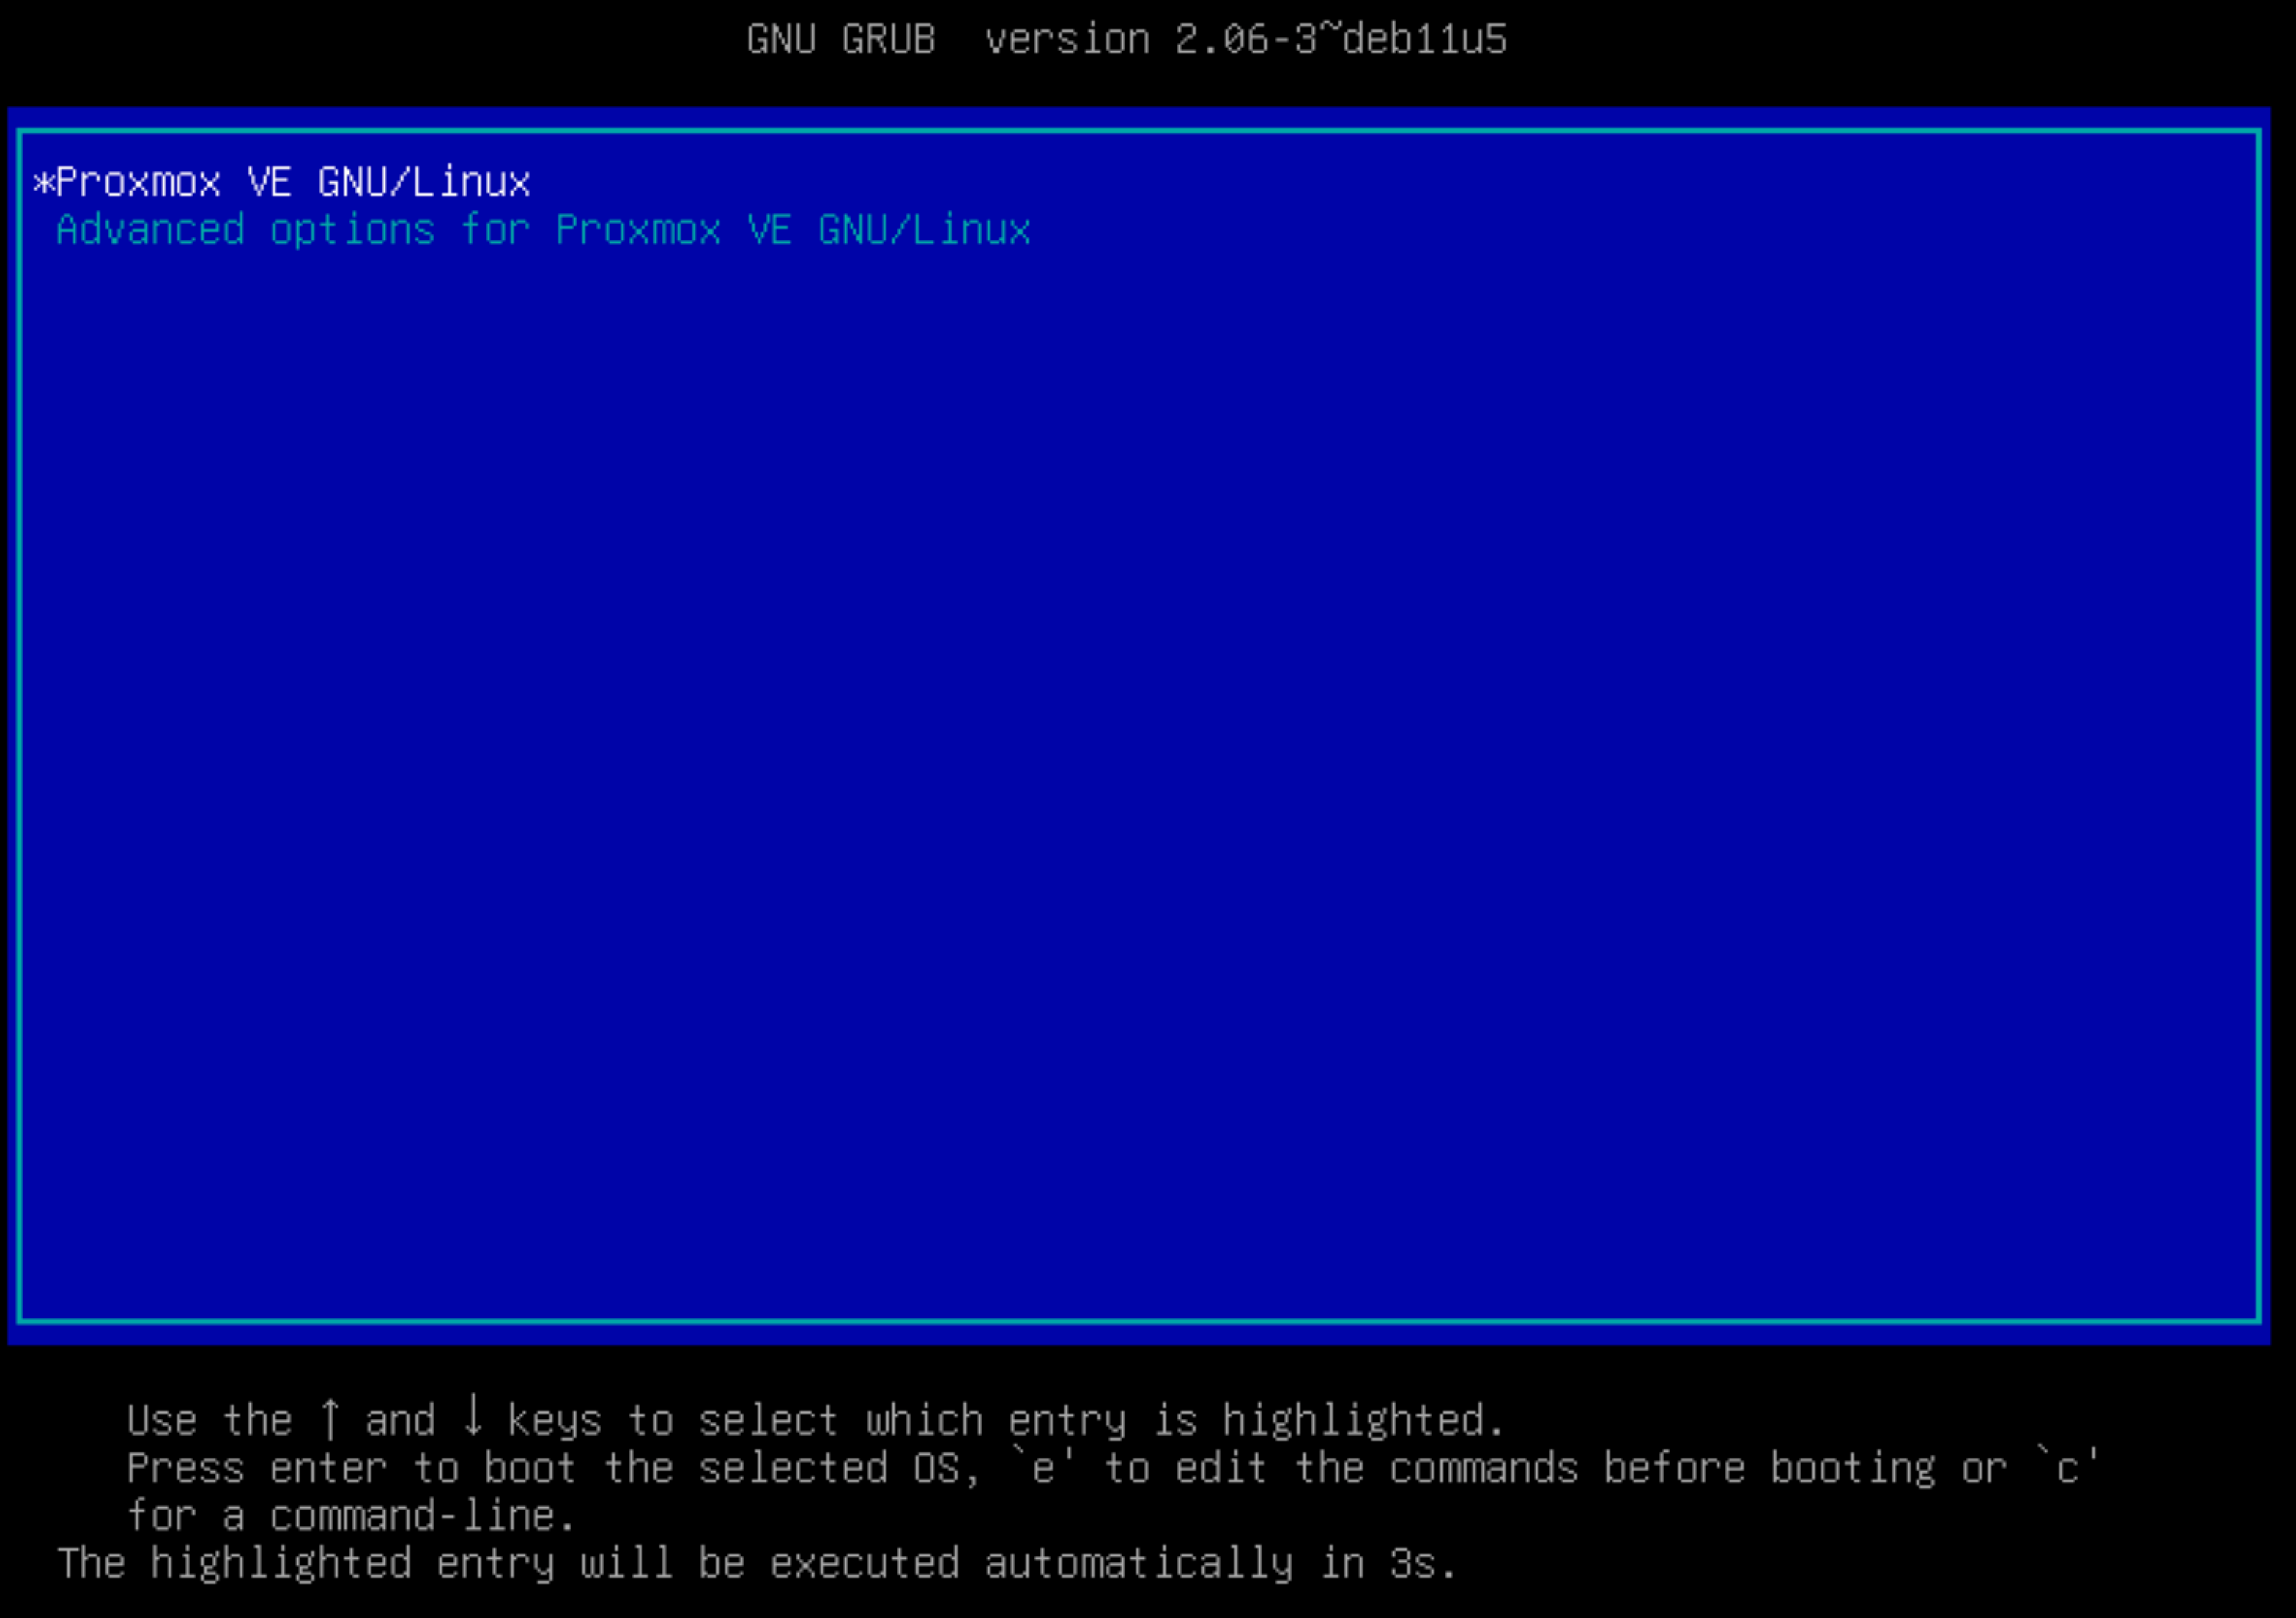 GNU GRUB  version 2.06-3~deb11u5
*Proxmox VE GNU/Linux
Advanced options for Proxmox VE GNU/Linux
Use the ↑ and ↓ keys to select which entry is highlighted.
Press enter to boot the selected OS, `e' to edit the commands before booting or `c'
for a command-line.
The highlighted entry will be executed automatically in 3s.